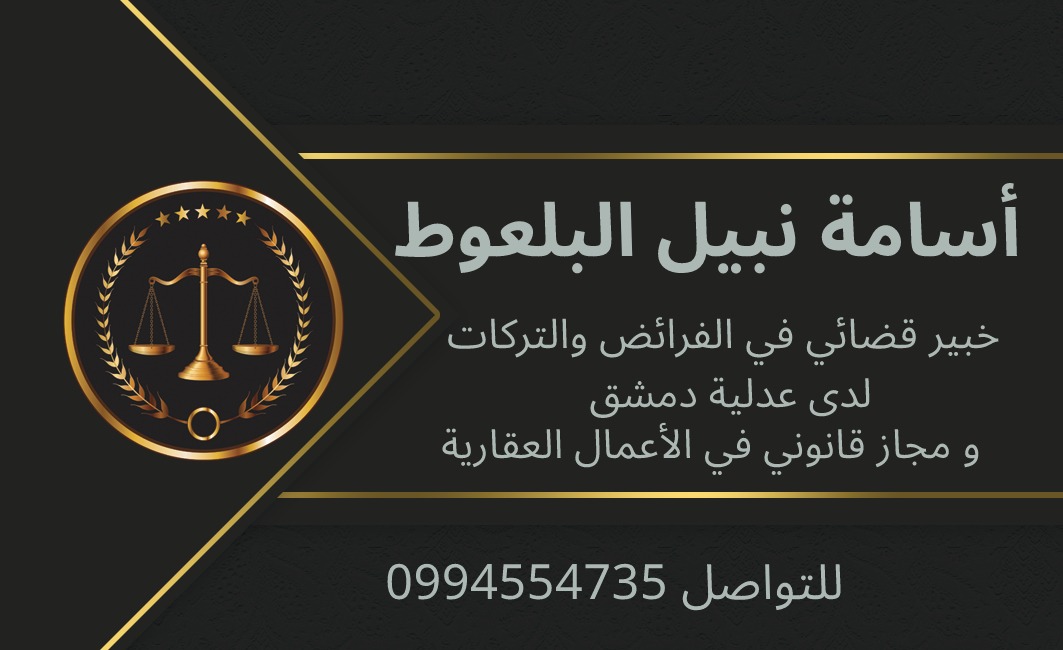 أسامة نبيل البلعوط
خبير قضائي في الفرائض والتركات
لدى عدلية دمشق
و مجاز قانوني في الأعمال العقارية
للتواصل 0994554735